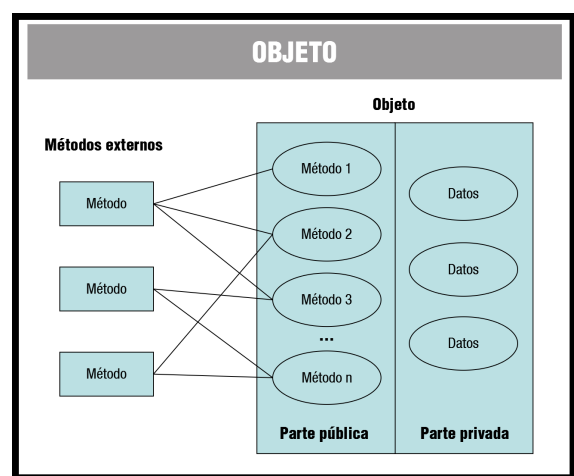 OBJETO
Objeto
Métodos externos
Método
Método
Método
Método 1
Método 2
Método 3
...
Método n
Datos
Datos
Datos
Parte pública
Parte privada